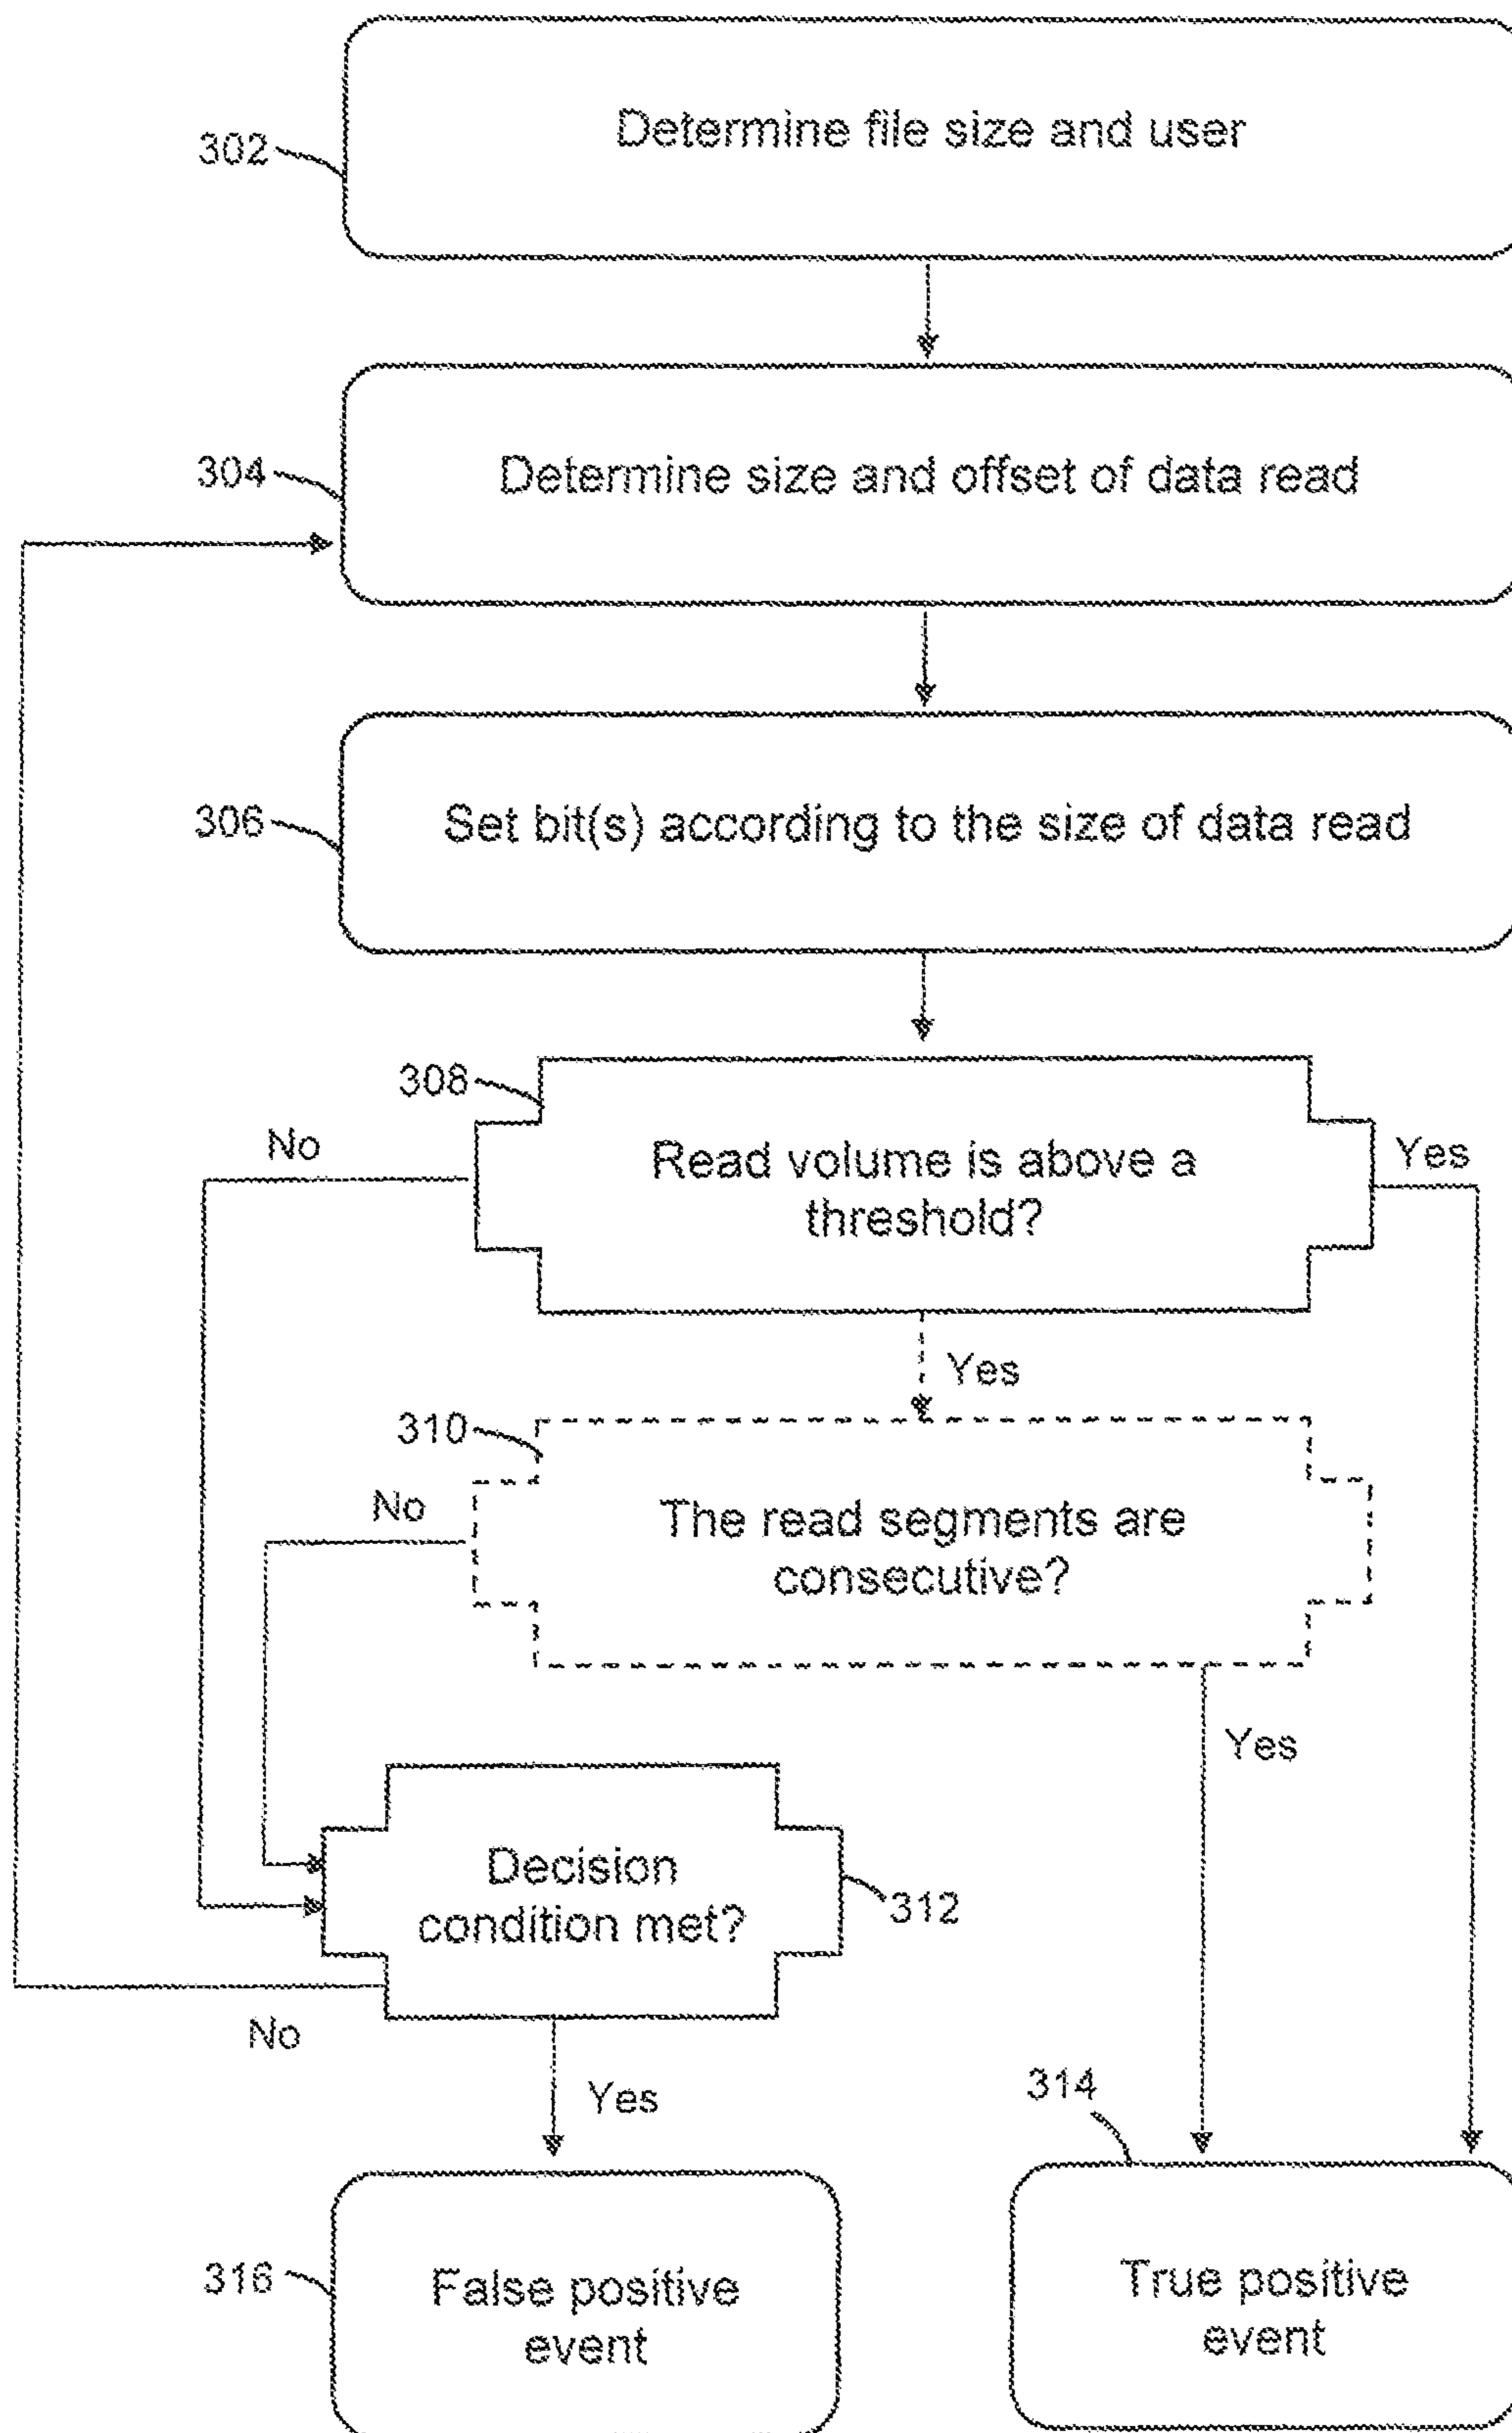 Determine file size and user
302
304
Determine size and offset of data read
306
Set bit(s) according to the size of data read
308
No
Read volume is above a
threshold?
Yes
Yes
310
No
The read segments are
consecutive?
Yes
Decision
condition met?
312
No
Yes
314
316
False positive
event
True positive
event